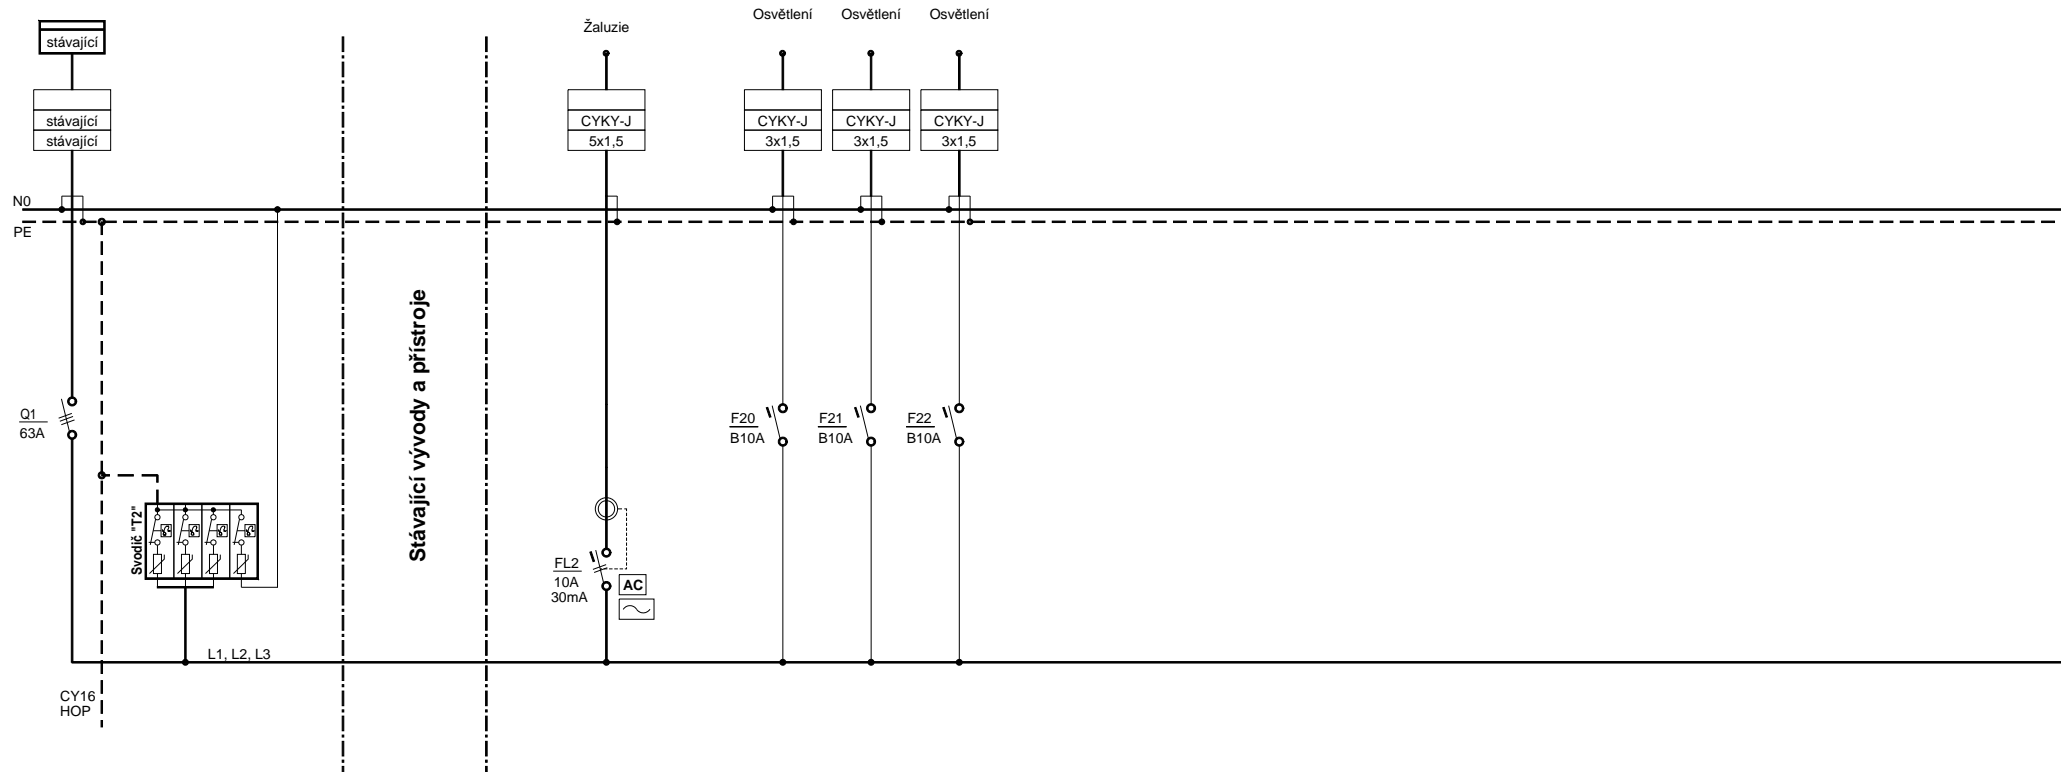 stávající
stávající
stávající
Žaluzie
CYKY-J
5x1,5
Osvětlení
CYKY-J
3x1,5
Osvětlení
CYKY-J
3x1,5
Osvětlení
CYKY-J
3x1,5
N0
PE
Q1
63A
Svodič "T2"
L1, L2, L3
CY16
HOP
Stávající vývody a přístroje
FL2
10A
30mA
AC
F20
B10A
F21
B10A
F22
B10A